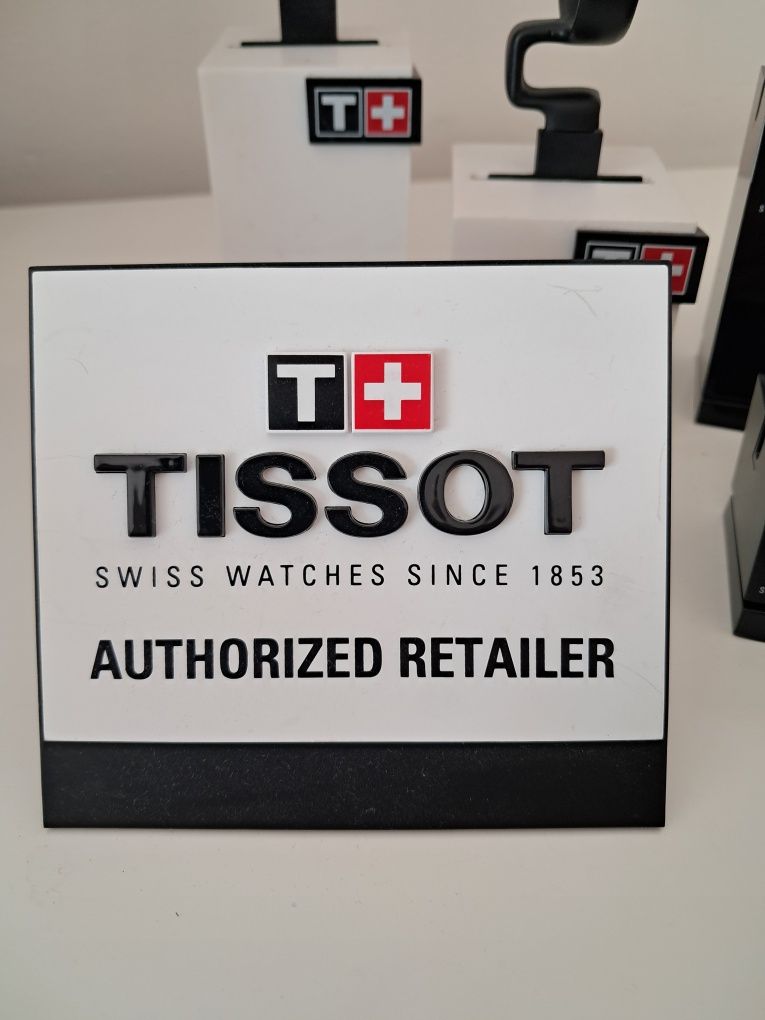 T+
T+
T+
TISSOT
SWISS WATCHES SINCE 1853
AUTHORIZED RETAILER